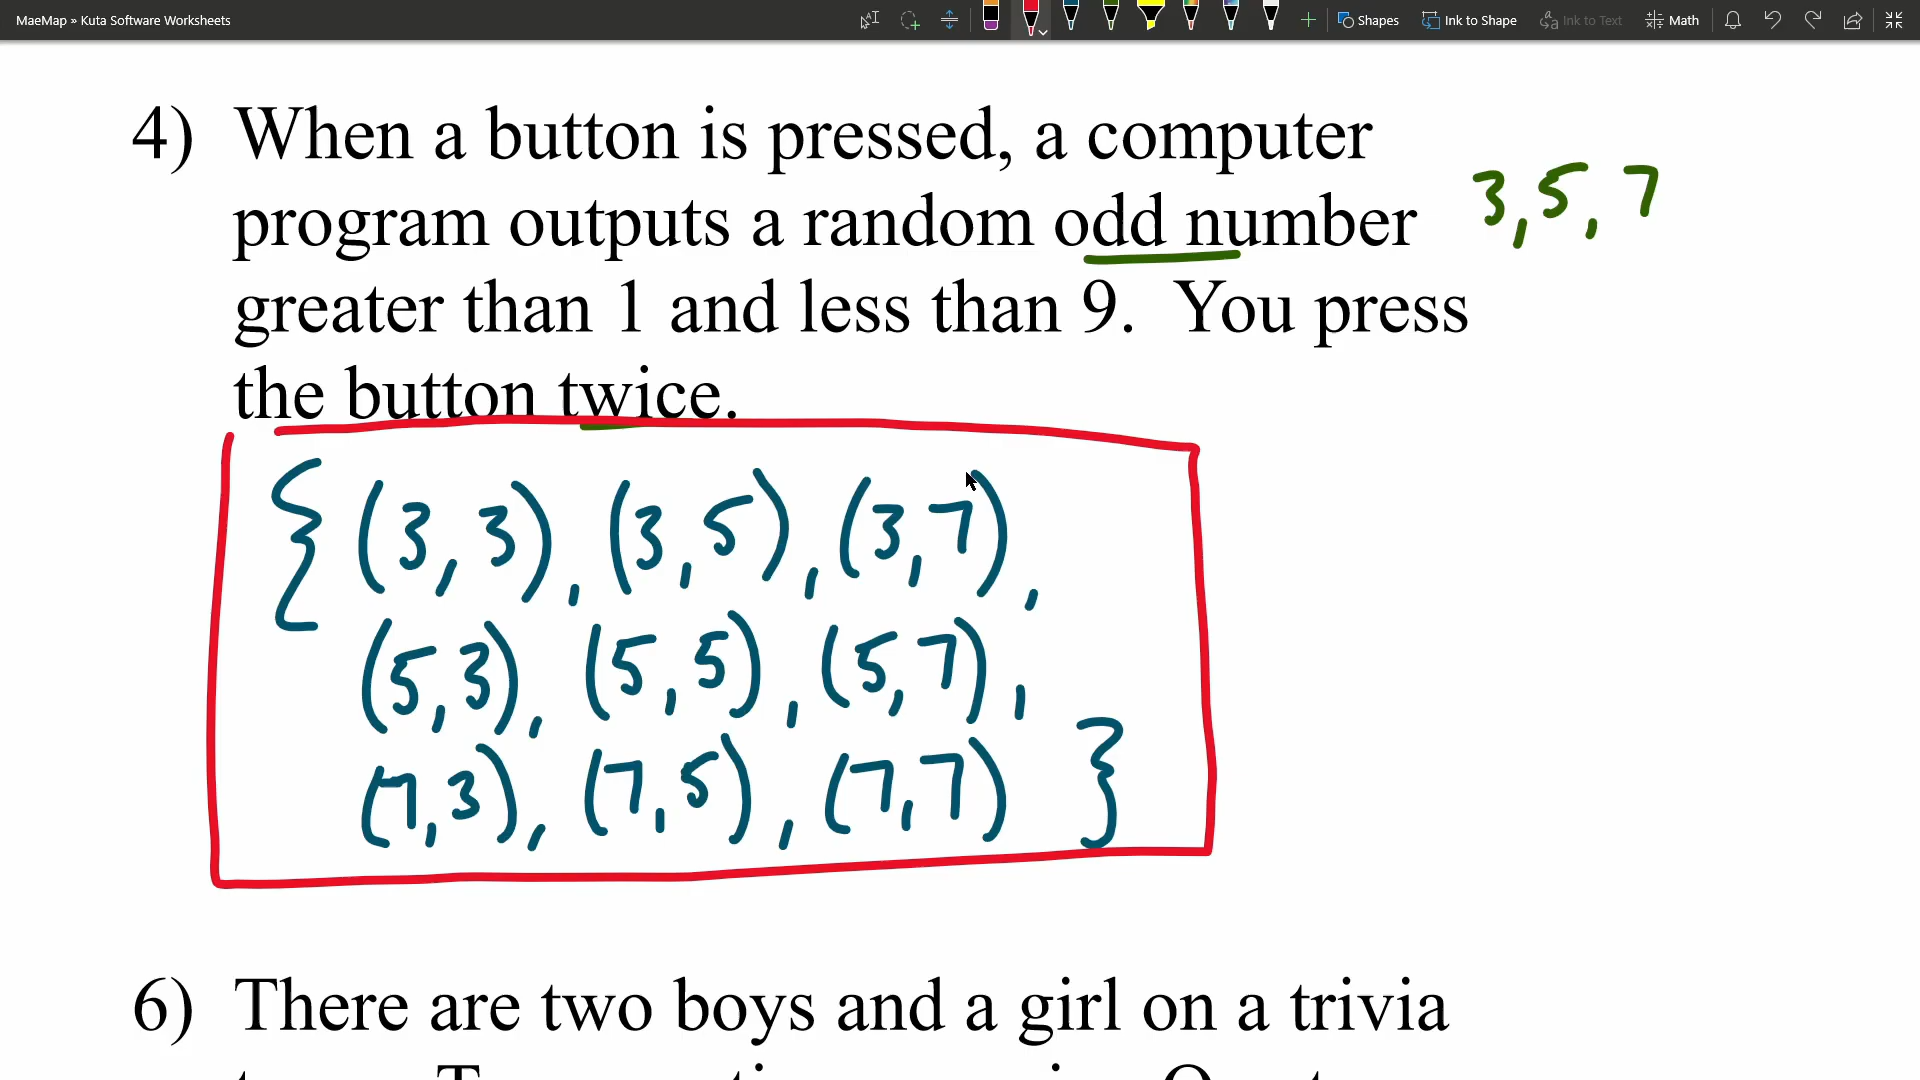 MaeMap » Kuta Software Worksheets
Shapes
Ink to Shape
Ink to Text
Math
4) When a button is pressed, a computer
program outputs a random odd number
3, 5, 7
greater than 1 and less than 9. You press
the button twice.
{ (3, 3), (3, 5), (3, 7),
(5, 3), (5, 5), (5, 7),
(7, 3), (7, 5), (7, 7) }
6) There are two boys and a girl on a trivia